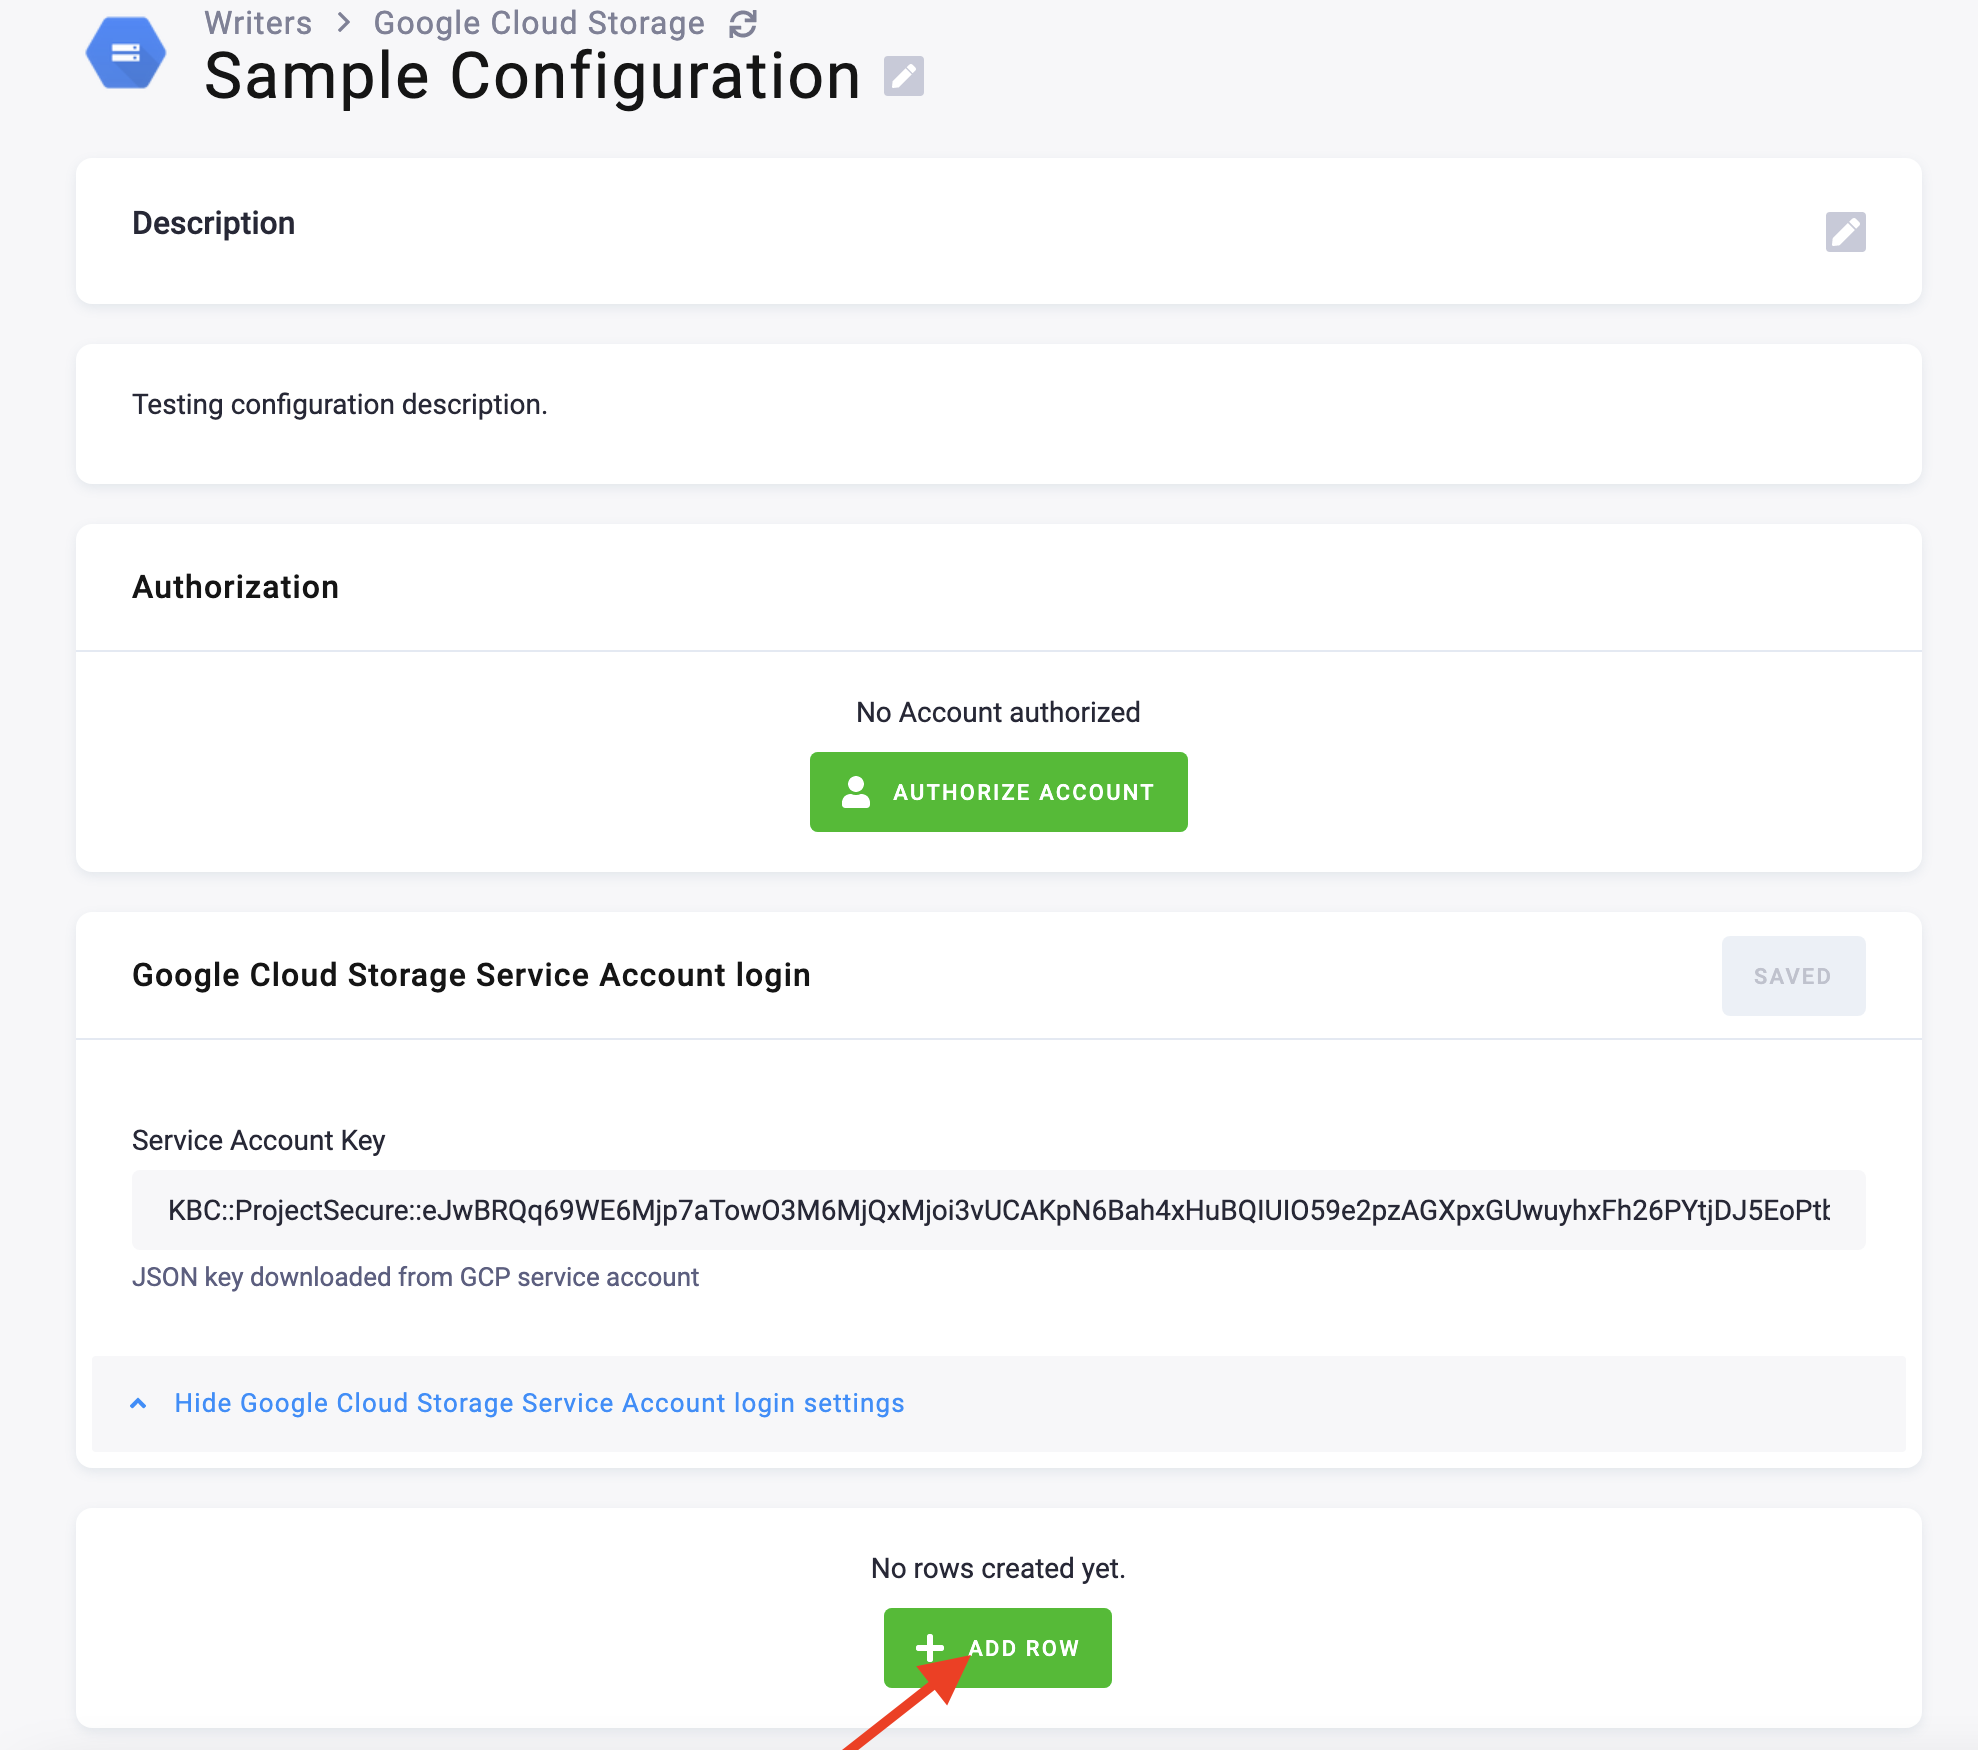 Writers > Google Cloud Storage
Sample Configuration
Description
Testing configuration description.
Authorization
No Account authorized
AUTHORIZE ACCOUNT
Google Cloud Storage Service Account login
SAVED
Service Account Key
KBC::ProjectSecure::eJwBRQq69WE6Mjp7aTowO3M6MjQxMjoi3vUCAKpN6Bah4xHuBQIUIO59e2pzAGXpxGUwuyhxFh26PYtjDJ5EoPtb
JSON key downloaded from GCP service account
Hide Google Cloud Storage Service Account login settings
No rows created yet.
ADD ROW